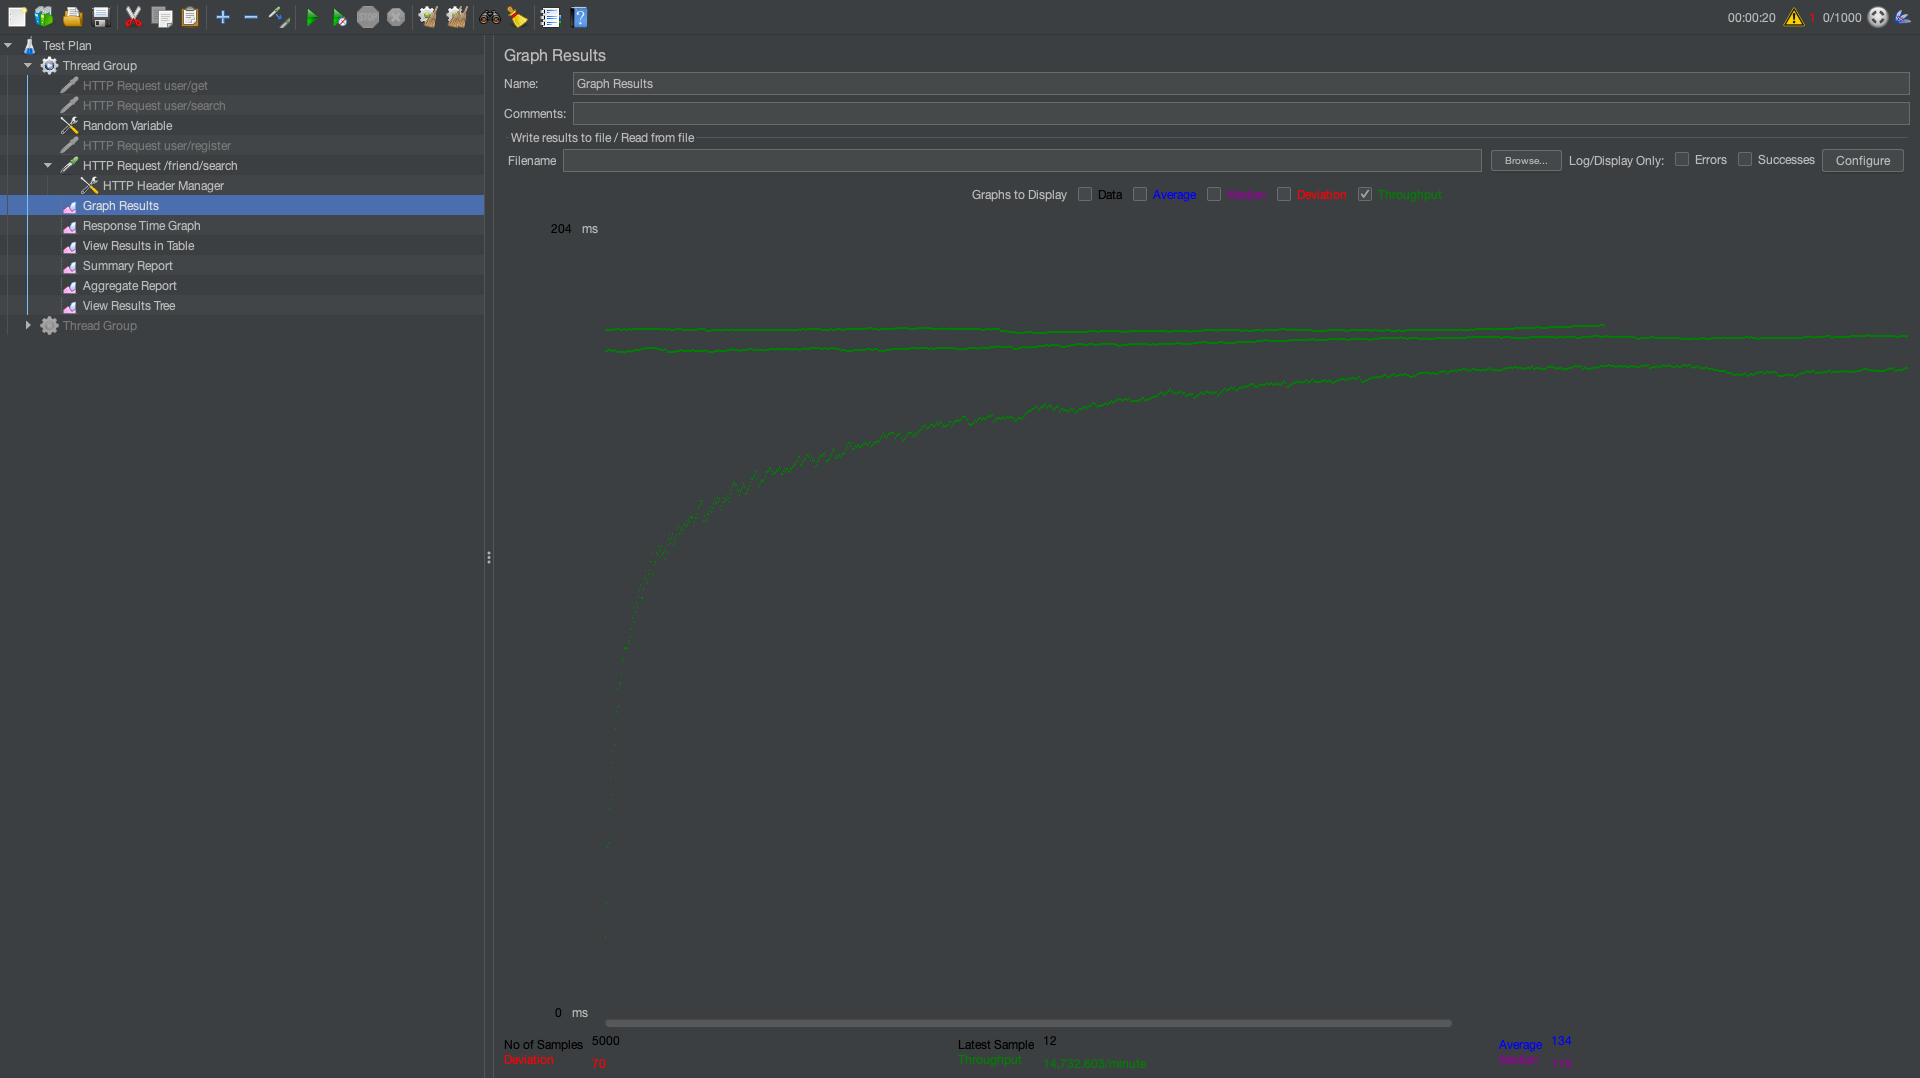 00:00:20 1 0/1000
Test Plan
Thread Group
HTTP Request user/get
HTTP Request user/search
Random Variable
HTTP Request user/register
HTTP Request /friend/search
HTTP Header Manager
Graph Results
Response Time Graph
View Results in Table
Summary Report
Aggregate Report
View Results Tree
Thread Group
Graph Results
Name: Graph Results
Comments:
Write results to file / Read from file
Filename Browse... Log/Display Only: Errors Successes Configure
Graphs to Display Data Average Median Deviation Throughput
204 ms
0 ms
No of Samples 5000 Latest Sample 12 Average 134
Deviation 70 Throughput 14,732.603/minute Median